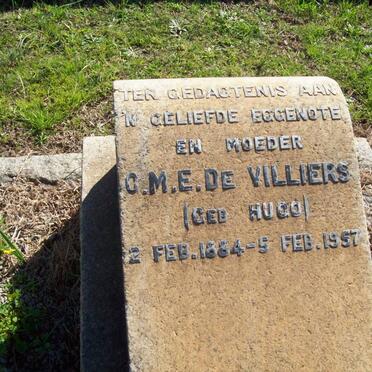 TER GEDAGTENIS AAN
'N GELIEFDE EGGENOTE
EN MOEDER
G.M.E. DE VILLIERS
(GEB HUGO)
2 FEB. 1884 – 5 FEB. 1957